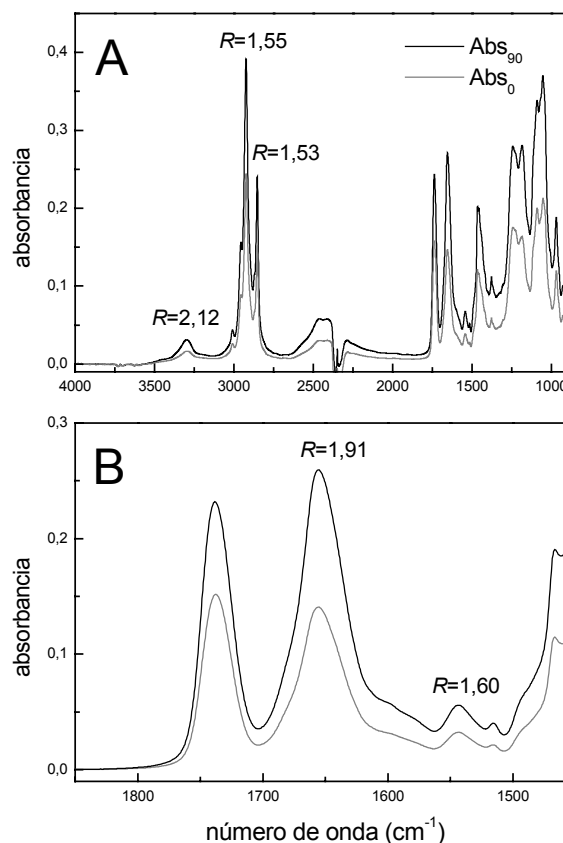 A
R=1,55
R=1,53
R=2,12
Abs90
Abs0
absorbancia
0,4
0,3
0,2
0,1
0,0
4000 3500 3000 2500 2000 1500 1000
B
R=1,91
R=1,60
absorbancia
0,3
0,2
0,1
0,0
1800 1700 1600 1500
número de onda (cm-1)